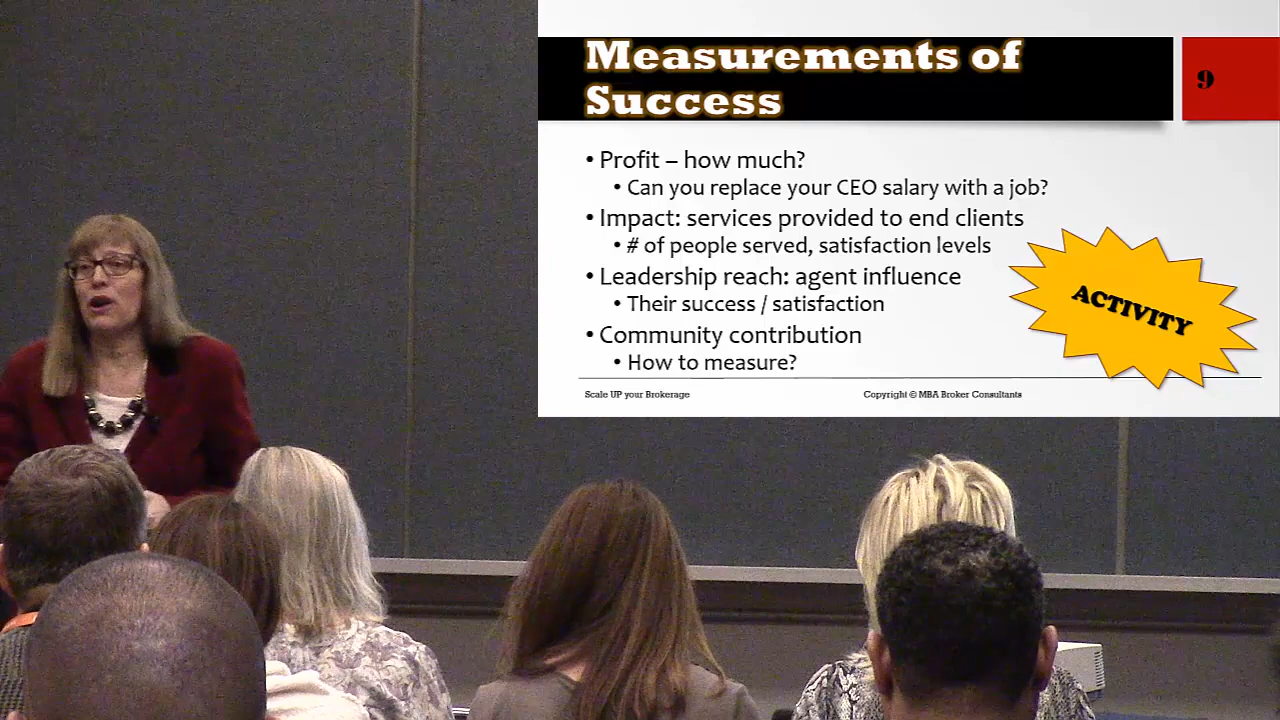 Measurements of
Success
9
• Profit – how much?
• Can you replace your CEO salary with a job?
• Impact: services provided to end clients
• # of people served, satisfaction levels
• Leadership reach: agent influence
• Their success / satisfaction
• Community contribution
• How to measure?
ACTIVITY
Scale UP your Brokerage
Copyright © MBA Broker Consultants